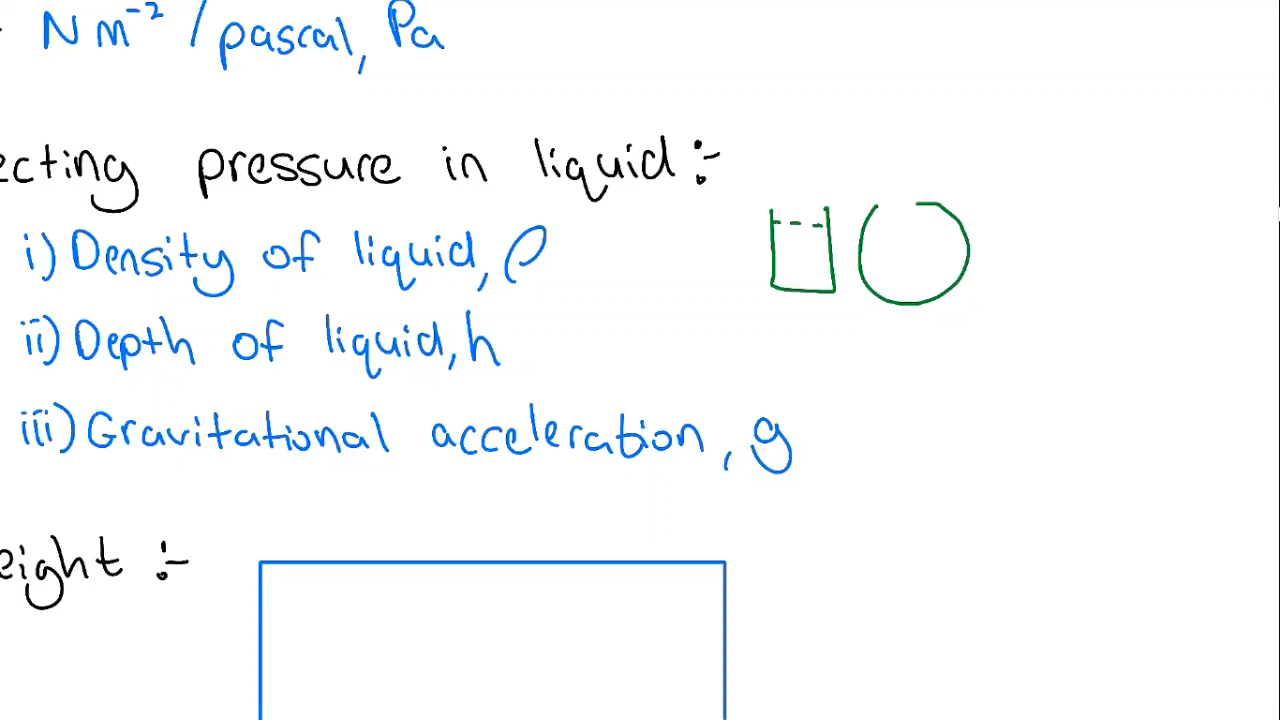 N m⁻² / pascal, Pa
ecting pressure in liquid :-
i) Density of liquid, ρ
ii) Depth of liquid, h
iii) Gravitational acceleration, g
eight :-